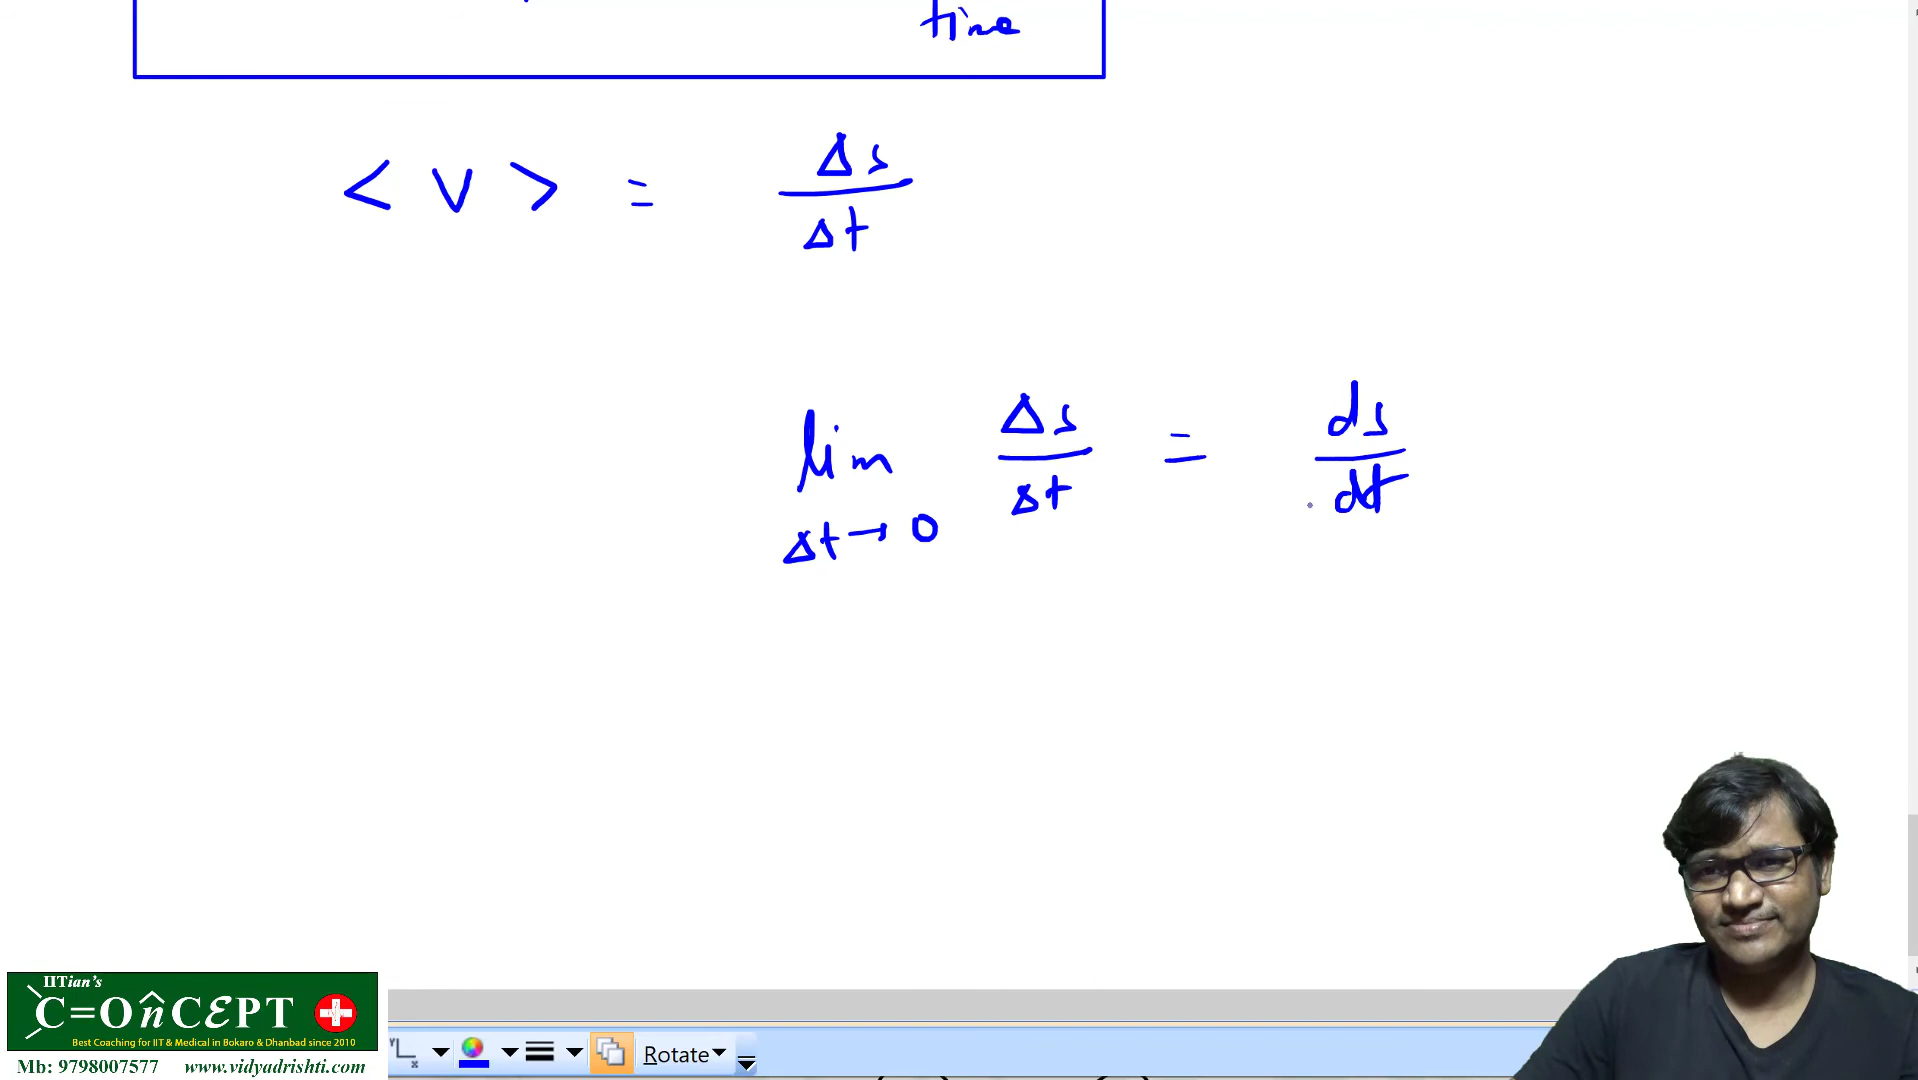 time
< v > = Δs/Δt
lim Δt→0 Δs/Δt = ds/dt
IITian's
C=OnCEPT
Best Coaching for IIT & Medical in Bokaro & Dhanbad since 2010
Mb: 9798007577 www.vidyadrishti.com
Rotate